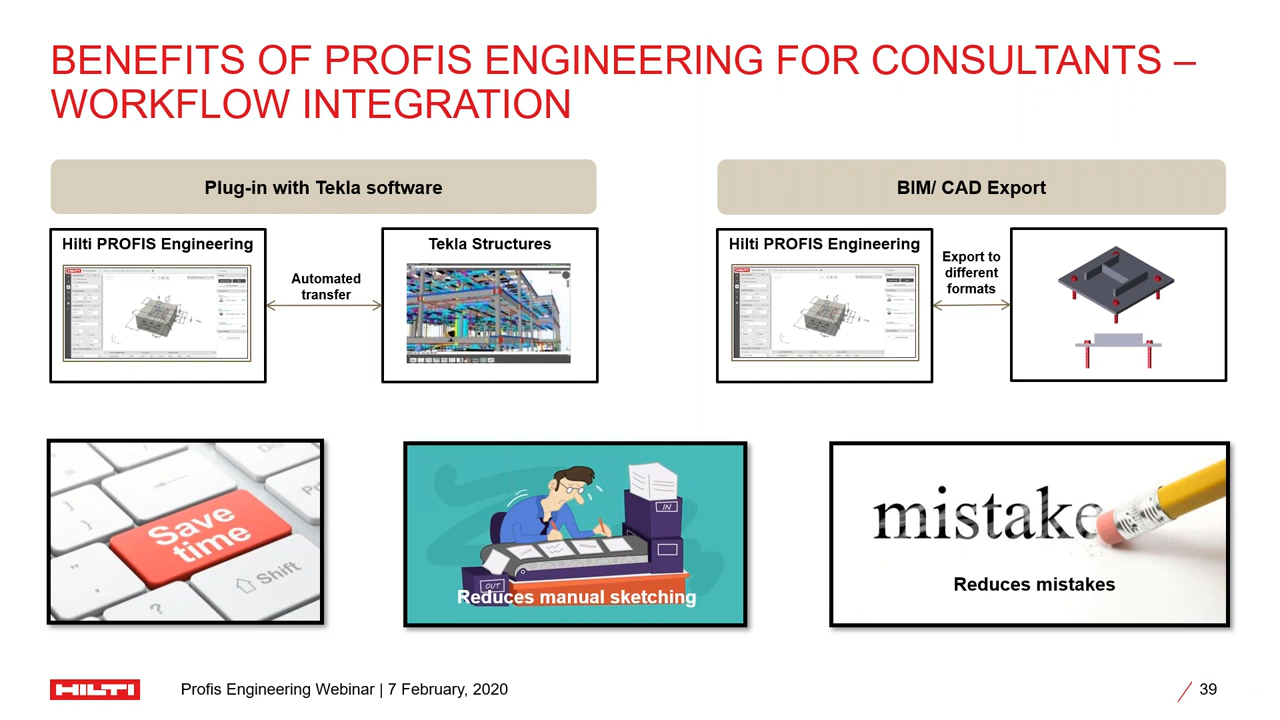 BENEFITS OF PROFIS ENGINEERING FOR CONSULTANTS –
WORKFLOW INTEGRATION
Plug-in with Tekla software
BIM/ CAD Export
Hilti PROFIS Engineering
Automated
transfer
Tekla Structures
Hilti PROFIS Engineering
Export to
different
formats
Save
time
Shift
?
IN
OUT
Reduces manual sketching
mistake
Reduces mistakes
HILTI
Profis Engineering Webinar | 7 February, 2020
39